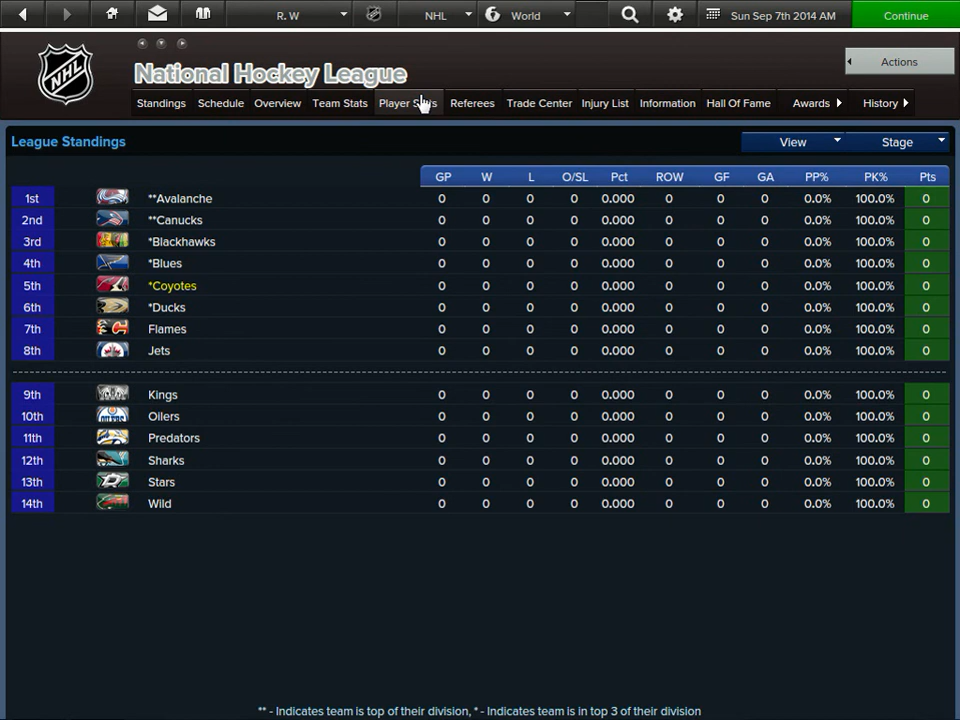 R. W NHL World Sun Sep 7th 2014 AM Continue
NHL
National Hockey League
Actions
Standings Schedule Overview Team Stats Player Stats Referees Trade Center Injury List Information Hall Of Fame Awards History
League Standings View Stage
GP W L O/SL Pct ROW GF GA PP% PK% Pts
1st **Avalanche 0 0 0 0 0.000 0 0 0 0.0% 100.0% 0
2nd **Canucks 0 0 0 0 0.000 0 0 0 0.0% 100.0% 0
3rd *Blackhawks 0 0 0 0 0.000 0 0 0 0.0% 100.0% 0
4th *Blues 0 0 0 0 0.000 0 0 0 0.0% 100.0% 0
5th *Coyotes 0 0 0 0 0.000 0 0 0 0.0% 100.0% 0
6th *Ducks 0 0 0 0 0.000 0 0 0 0.0% 100.0% 0
7th Flames 0 0 0 0 0.000 0 0 0 0.0% 100.0% 0
8th Jets 0 0 0 0 0.000 0 0 0 0.0% 100.0% 0
9th Kings 0 0 0 0 0.000 0 0 0 0.0% 100.0% 0
10th Oilers 0 0 0 0 0.000 0 0 0 0.0% 100.0% 0
11th Predators 0 0 0 0 0.000 0 0 0 0.0% 100.0% 0
12th Sharks 0 0 0 0 0.000 0 0 0 0.0% 100.0% 0
13th Stars 0 0 0 0 0.000 0 0 0 0.0% 100.0% 0
14th Wild 0 0 0 0 0.000 0 0 0 0.0% 100.0% 0
** - Indicates team is top of their division, * - Indicates team is in top 3 of their division